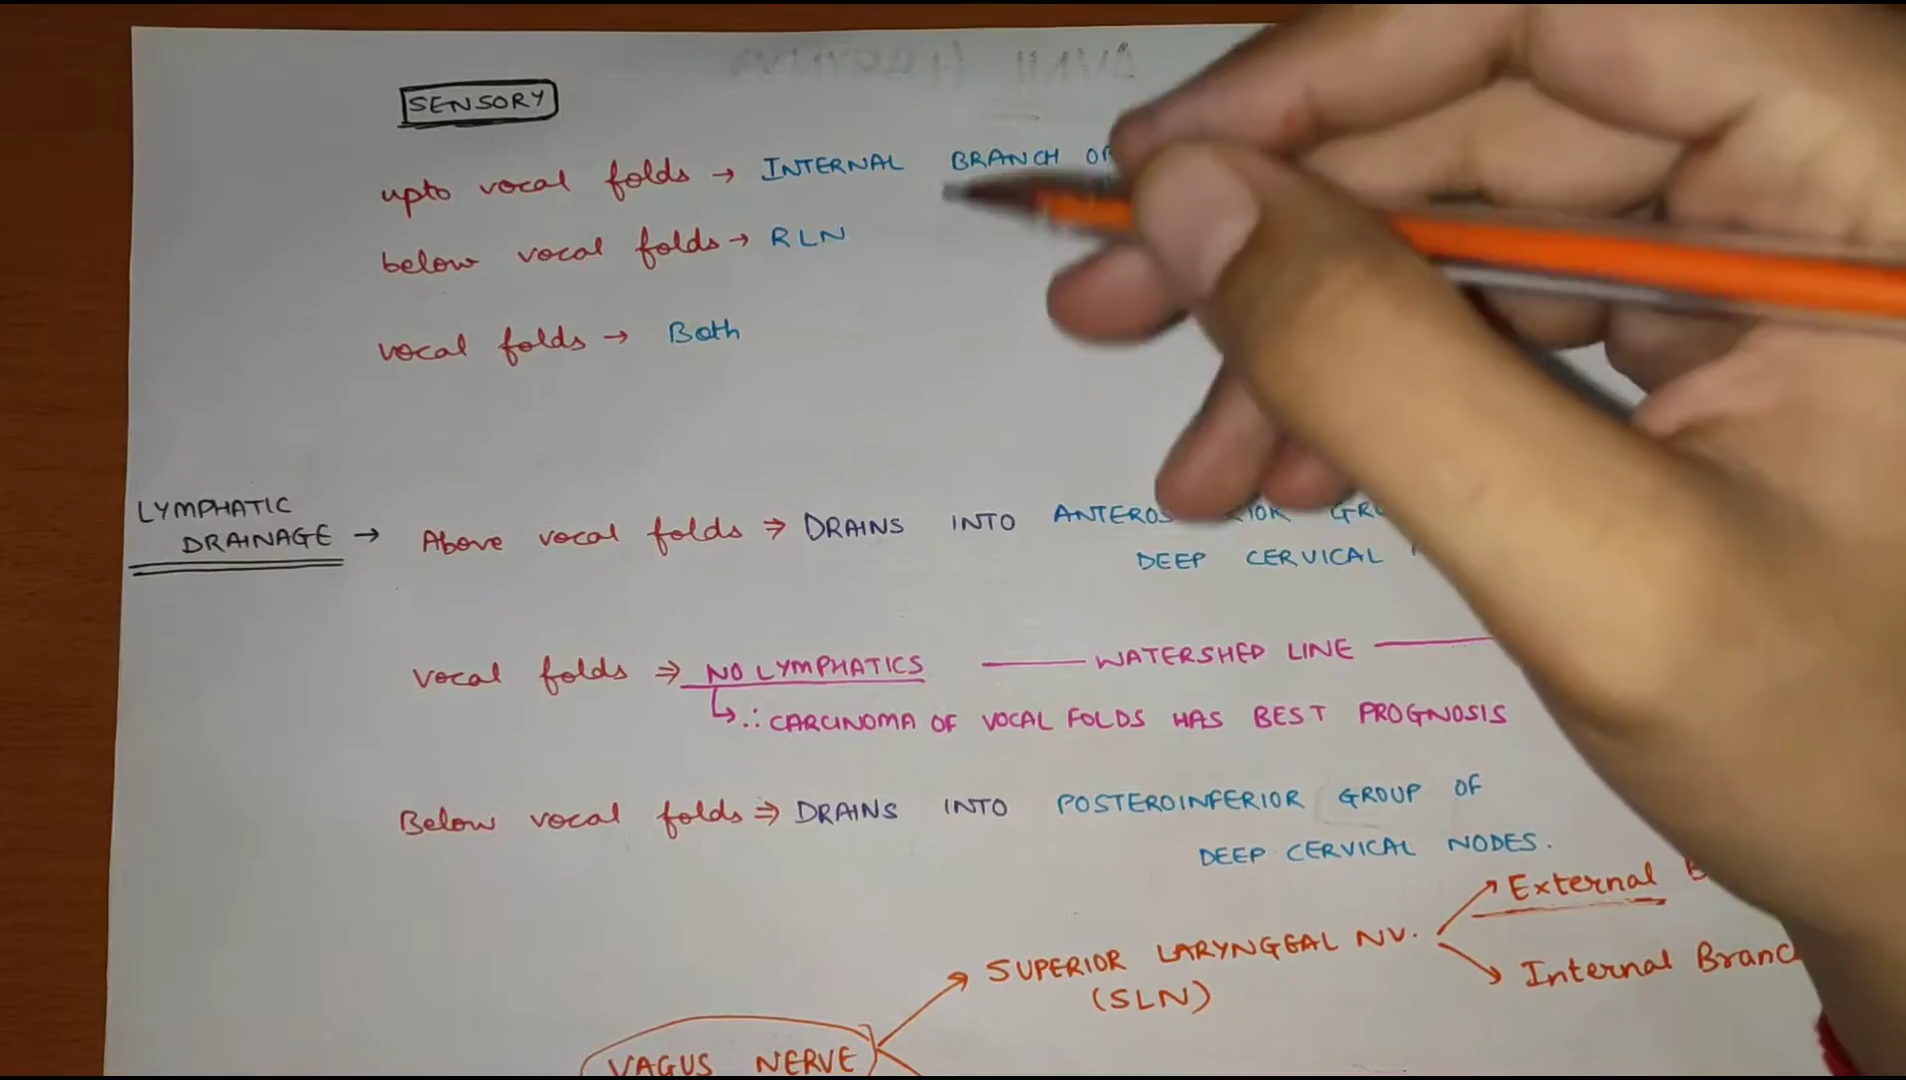 SENSORY
upto vocal folds → INTERNAL BRANCH OF
below vocal folds → RLN
vocal folds → Both
LYMPHATIC
DRAINAGE → Above vocal folds ⇒ DRAINS INTO
DEEP CERVICAL
vocal folds ⇒ NO LYMPHATICS —— WATERSHED LINE ——
↳ ∴ CARCINOMA OF VOCAL FOLDS HAS BEST PROGNOSIS
Below vocal folds ⇒ DRAINS INTO POSTEROINFERIOR GROUP OF
DEEP CERVICAL NODES.
External
SUPERIOR LARYNGEAL NV.
Internal Branc
(SLN)
VAGUS NERVE